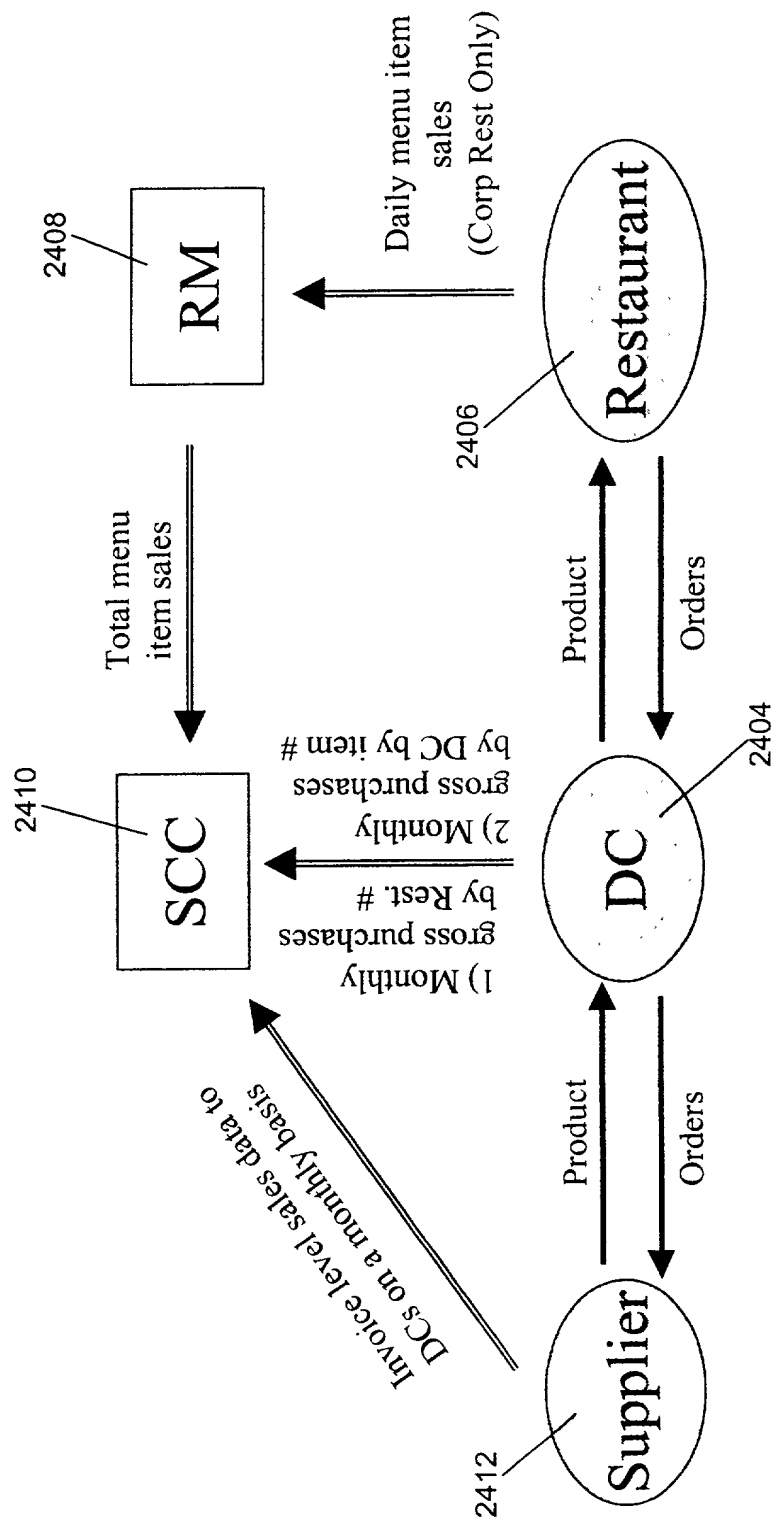 2410
SCC
Total menu
item sales
2408
RM
Invoice level sales data to
DCs on a monthly basis
1) Monthly
gross purchases
by Rest. #
2) Monthly
gross purchases
by DC by item #
Daily menu item
sales
(Corp Rest Only)
2412
Supplier
Product
Orders
DC
2404
Product
Orders
2406
Restaurant